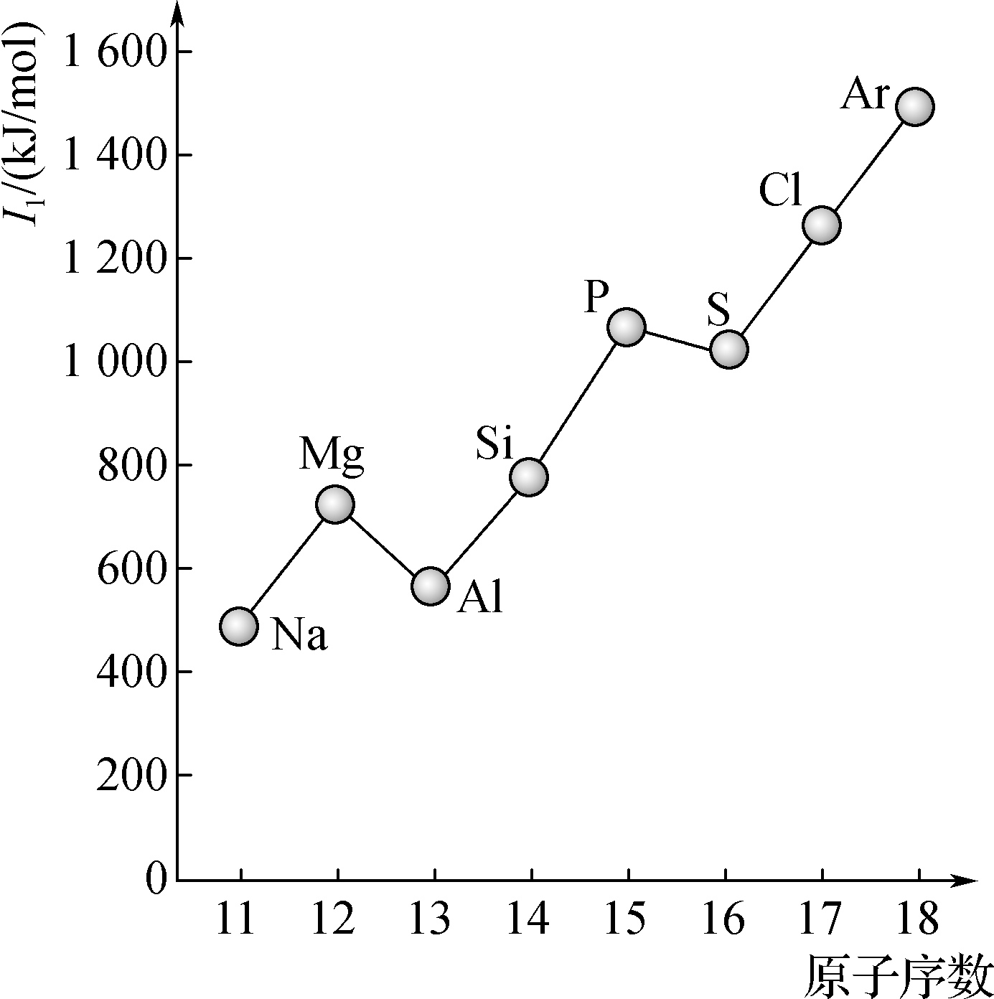 I₁/(kJ/mol)
1 600
1 400
1 200
1 000
800
600
400
200
0
Na
Mg
Al
Si
P
S
Cl
Ar
11 12 13 14 15 16 17 18
原子序数